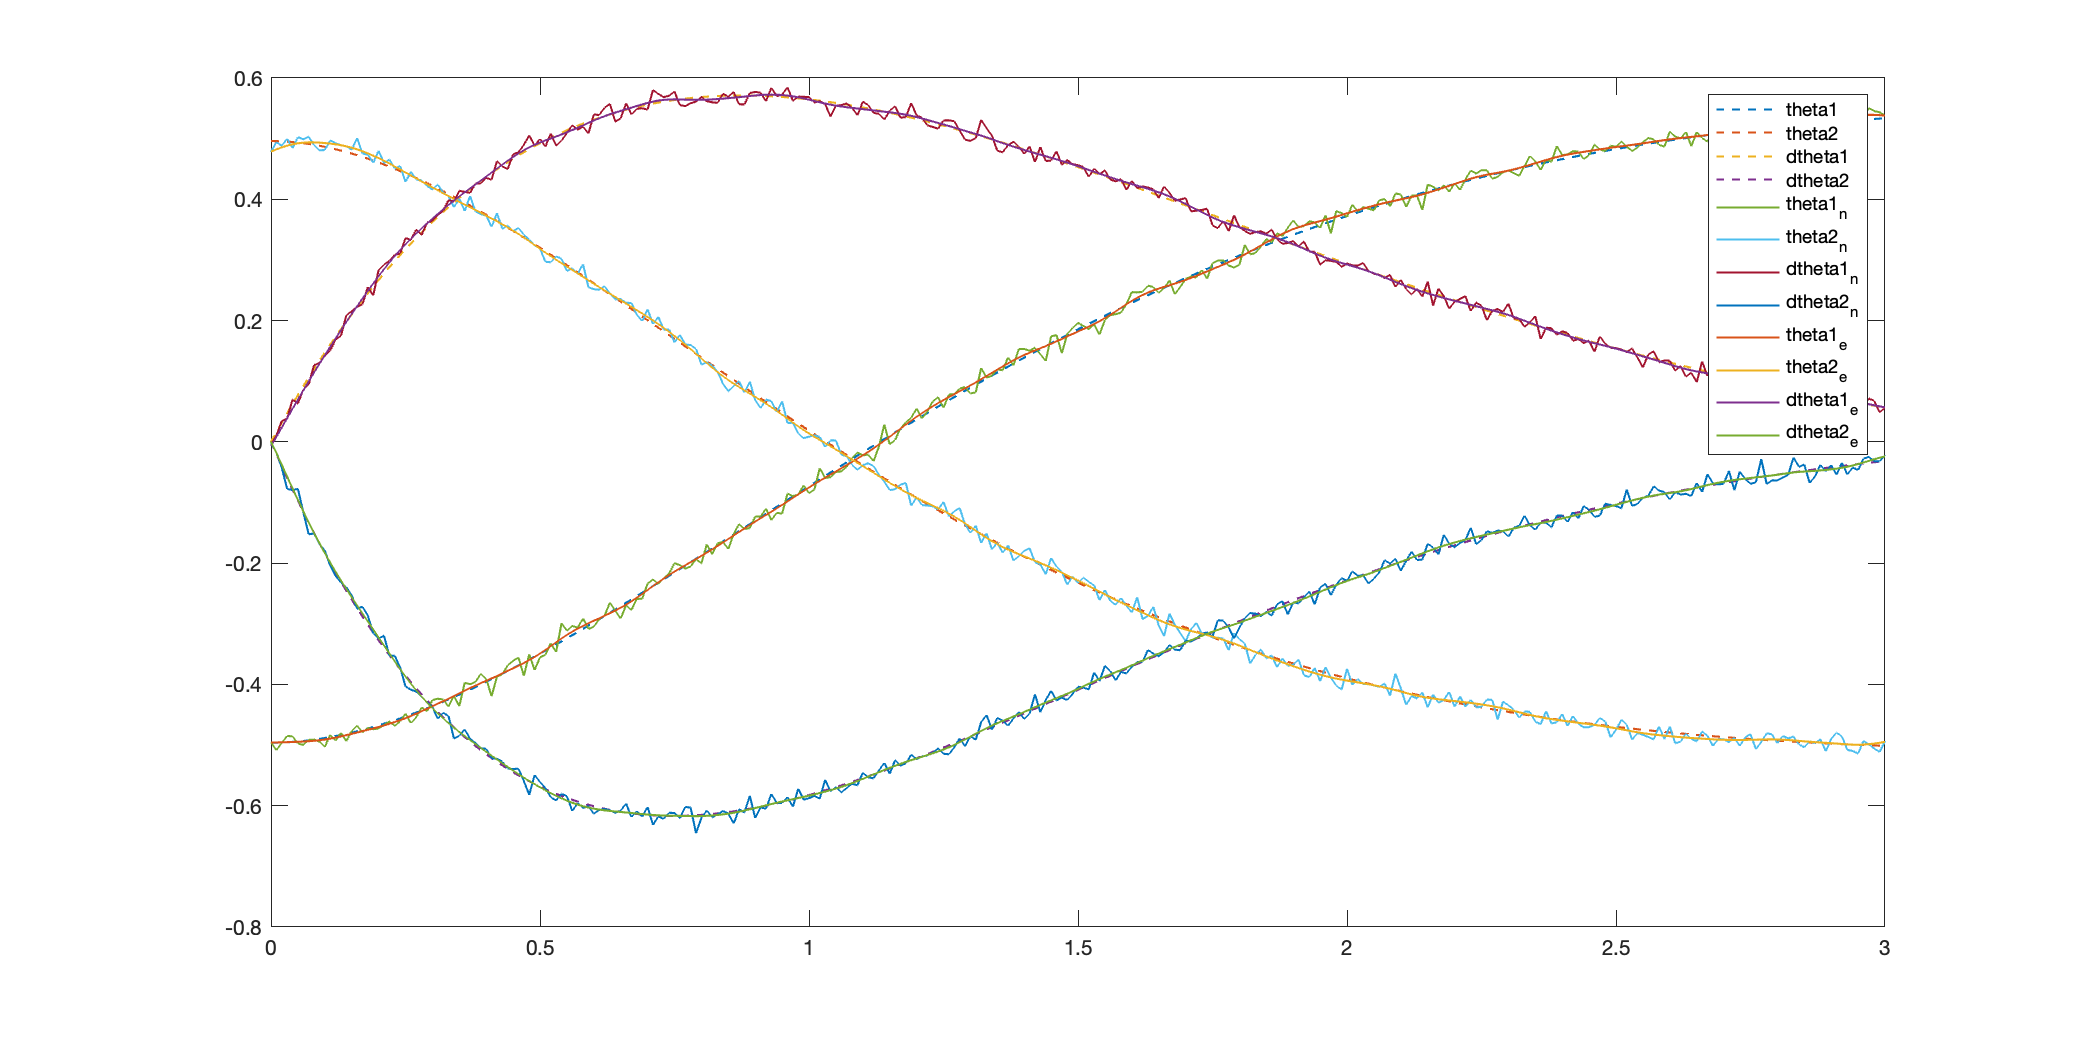 0.6
0.4
0.2
0
-0.2
-0.4
-0.6
-0.8
0
0.5
1
1.5
2
2.5
3
theta1
theta2
dtheta1
dtheta2
theta1n
theta2n
dtheta1n
dtheta2n
theta1e
theta2e
dtheta1e
dtheta2e